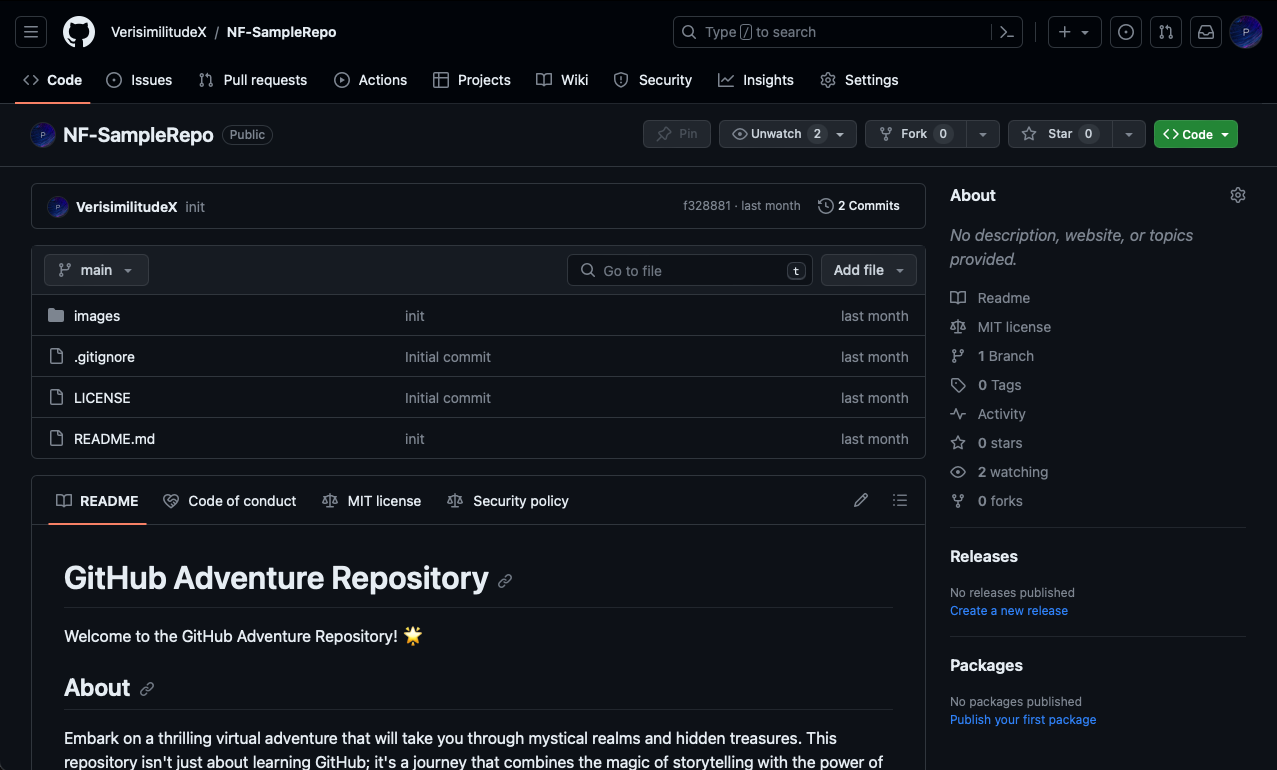 VerisimilitudeX / NF-SampleRepo
Type / to search
Code Issues Pull requests Actions Projects Wiki Security Insights Settings
NF-SampleRepo Public
Pin Unwatch 2 Fork 0 Star 0 Code
VerisimilitudeX init f328881 · last month 2 Commits
main Go to file t Add file
images init last month
.gitignore Initial commit last month
LICENSE Initial commit last month
README.md init last month
README Code of conduct MIT license Security policy
GitHub Adventure Repository
Welcome to the GitHub Adventure Repository! 🌟
About
Embark on a thrilling virtual adventure that will take you through mystical realms and hidden treasures. This
repository isn't just about learning GitHub; it's a journey that combines the magic of storytelling with the power of
About
No description, website, or topics
provided.
Readme
MIT license
1 Branch
0 Tags
Activity
0 stars
2 watching
0 forks
Releases
No releases published
Create a new release
Packages
No packages published
Publish your first package